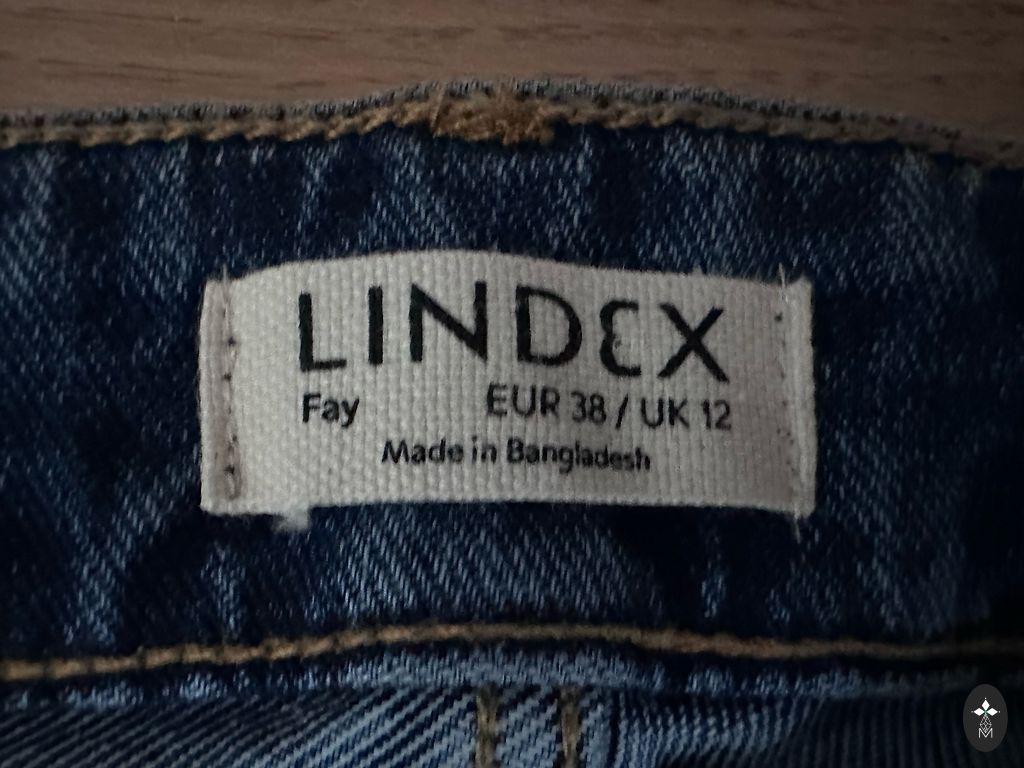 LINDEX
Fay EUR 38 / UK 12
Made in Bangladesh
M